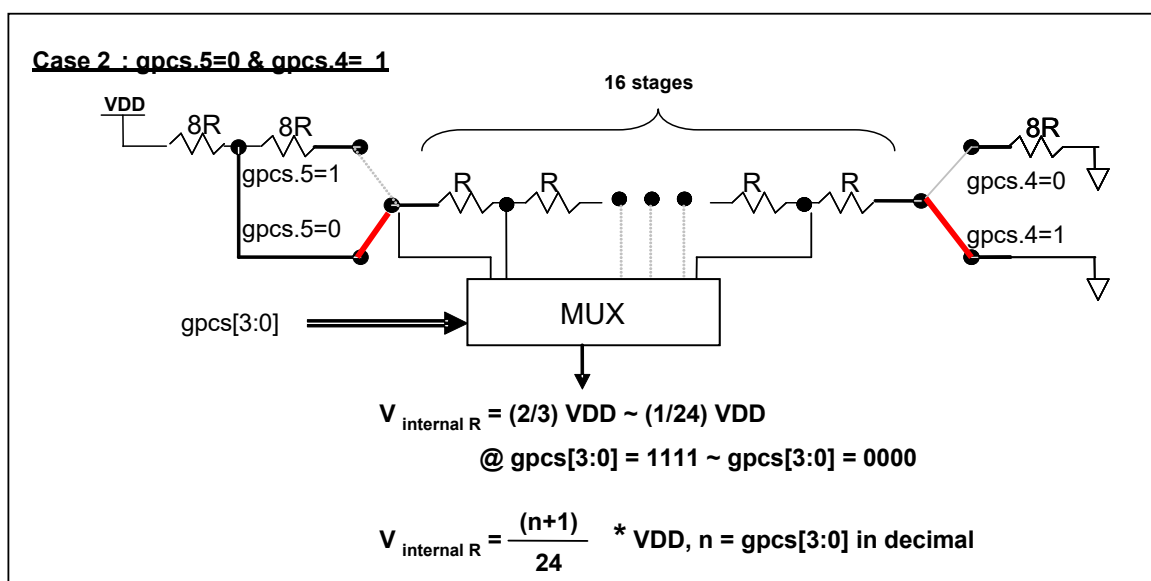 Case 2 : gpcs.5=0 & gpcs.4= 1
16 stages
VDD
8R
8R
8R
gpcs.5=1
R
R
R
R
gpcs.4=0
gpcs.5=0
gpcs.4=1
gpcs[3:0]
MUX
V internal R = (2/3) VDD ~ (1/24) VDD
@ gpcs[3:0] = 1111 ~ gpcs[3:0] = 0000
(n+1)
V internal R = * VDD, n = gpcs[3:0] in decimal
24